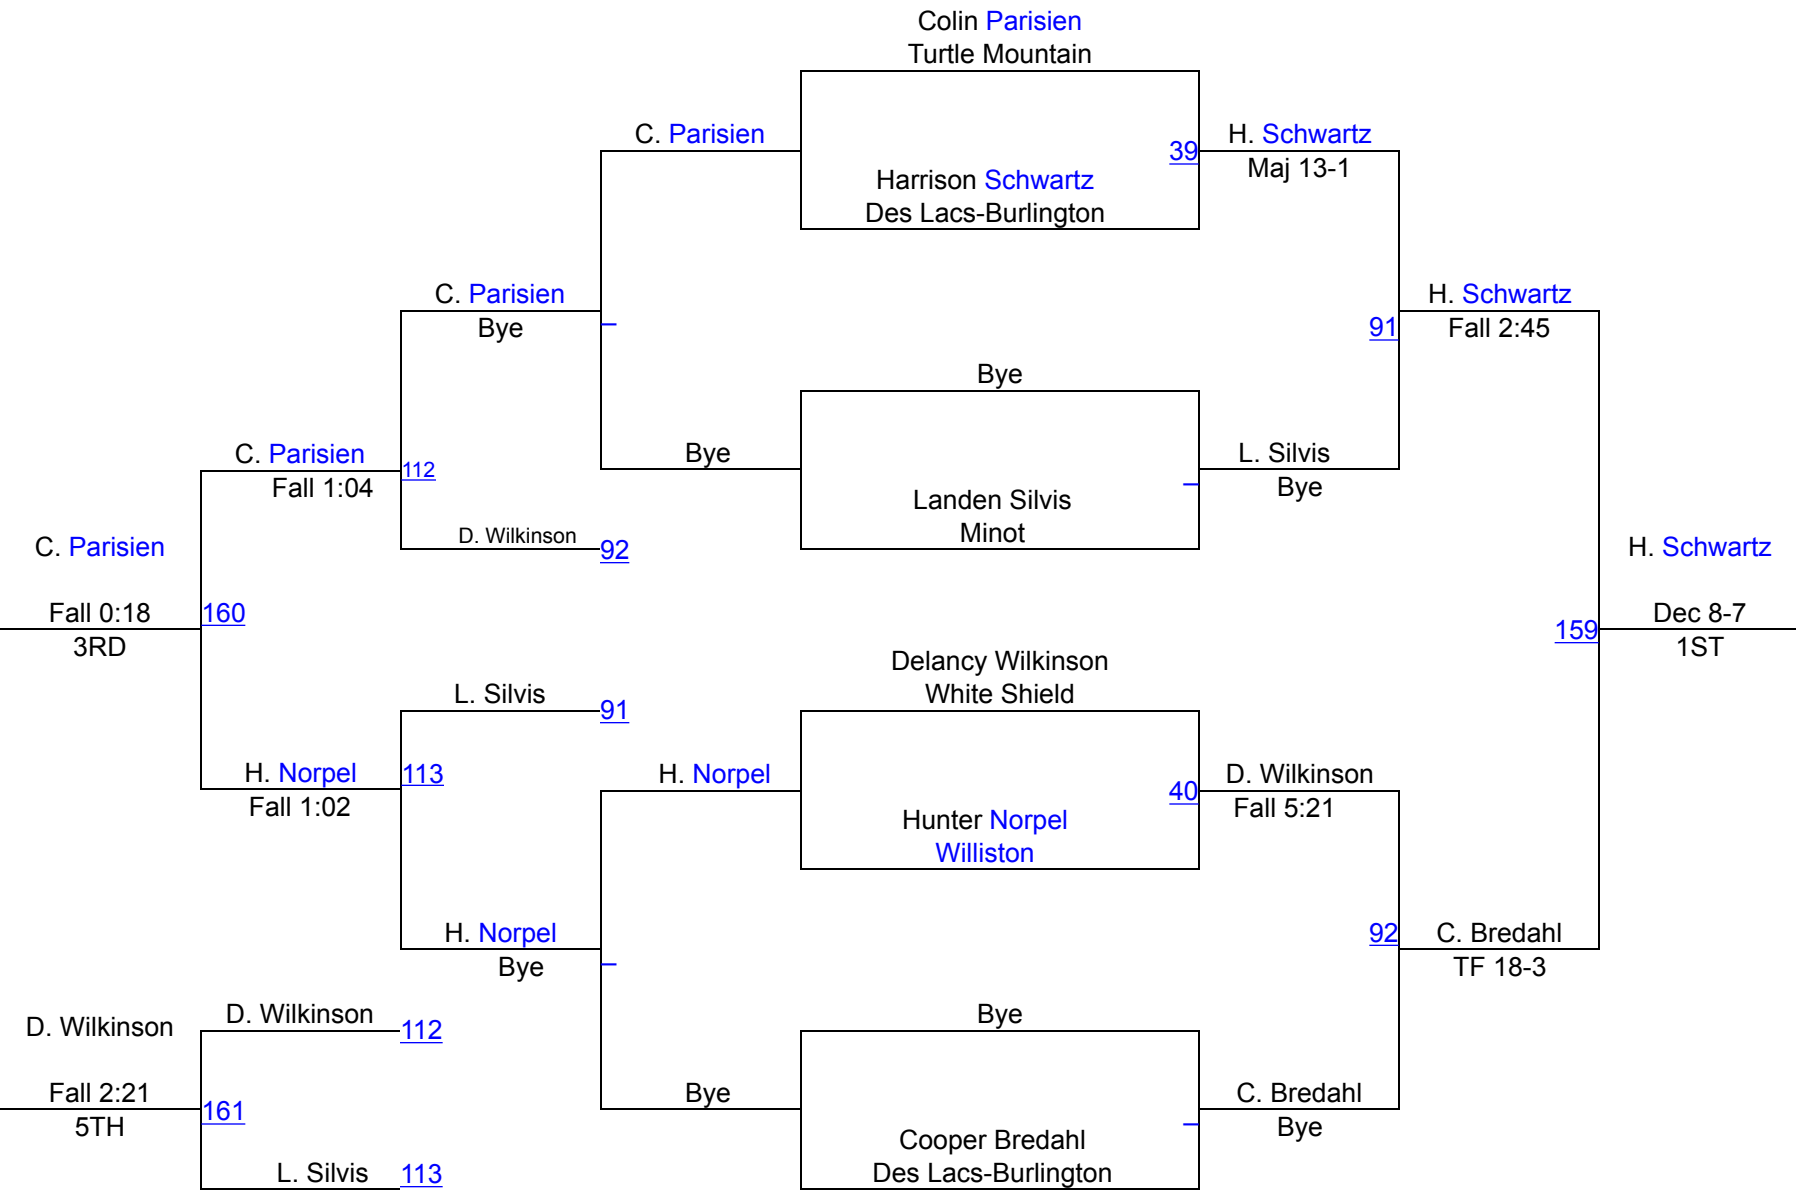 Colin Parisien
Turtle Mountain
C. Parisien
39
H. Schwartz
Maj 13-1
Harrison Schwartz
Des Lacs-Burlington
C. Parisien
Bye
91
H. Schwartz
Fall 2:45
Bye
C. Parisien
Fall 1:04
112
Bye
L. Silvis
Bye
Landen Silvis
Minot
D. Wilkinson
92
C. Parisien
Fall 0:18
3RD
160
H. Schwartz
Dec 8-7
1ST
159
Delancy Wilkinson
White Shield
L. Silvis
91
H. Norpel
Fall 1:02
113
H. Norpel
40
D. Wilkinson
Fall 5:21
Hunter Norpel
Williston
H. Norpel
Bye
92
C. Bredahl
TF 18-3
Bye
D. Wilkinson
D. Wilkinson
112
Fall 2:21
5TH
161
Bye
C. Bredahl
Bye
Cooper Bredahl
Des Lacs-Burlington
L. Silvis
113